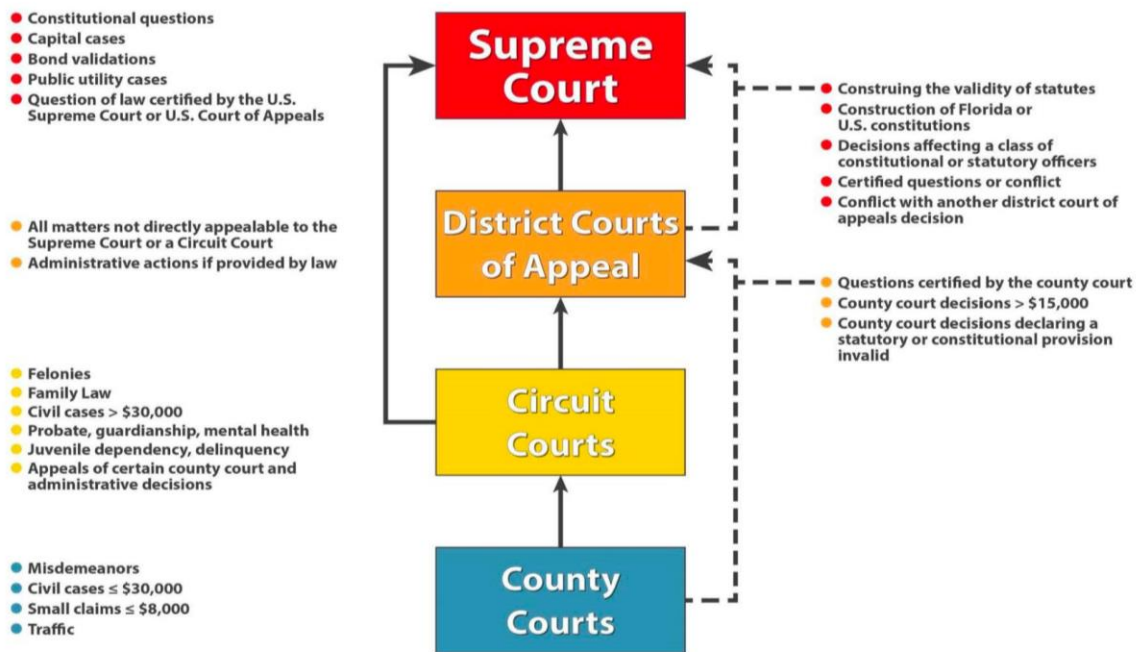 Constitutional questions
Capital cases
Bond validations
Public utility cases
Question of law certified by the U.S.
Supreme Court or U.S. Court of Appeals
Supreme
Court
Construing the validity of statutes
Construction of Florida or
U.S. constitutions
Decisions affecting a class of
constitutional or statutory officers
Certified questions or conflict
Conflict with another district court of
appeals decision
All matters not directly appealable to the
Supreme Court or a Circuit Court
Administrative actions if provided by law
District Courts
of Appeal
Questions certified by the county court
County court decisions > $15,000
County court decisions declaring a
statutory or constitutional provision
invalid
Felonies
Family Law
Civil cases > $30,000
Probate, guardianship, mental health
Juvenile dependency, delinquency
Appeals of certain county court and
administrative decisions
Circuit
Courts
Misdemeanors
Civil cases ≤ $30,000
Small claims ≤ $8,000
Traffic
County
Courts